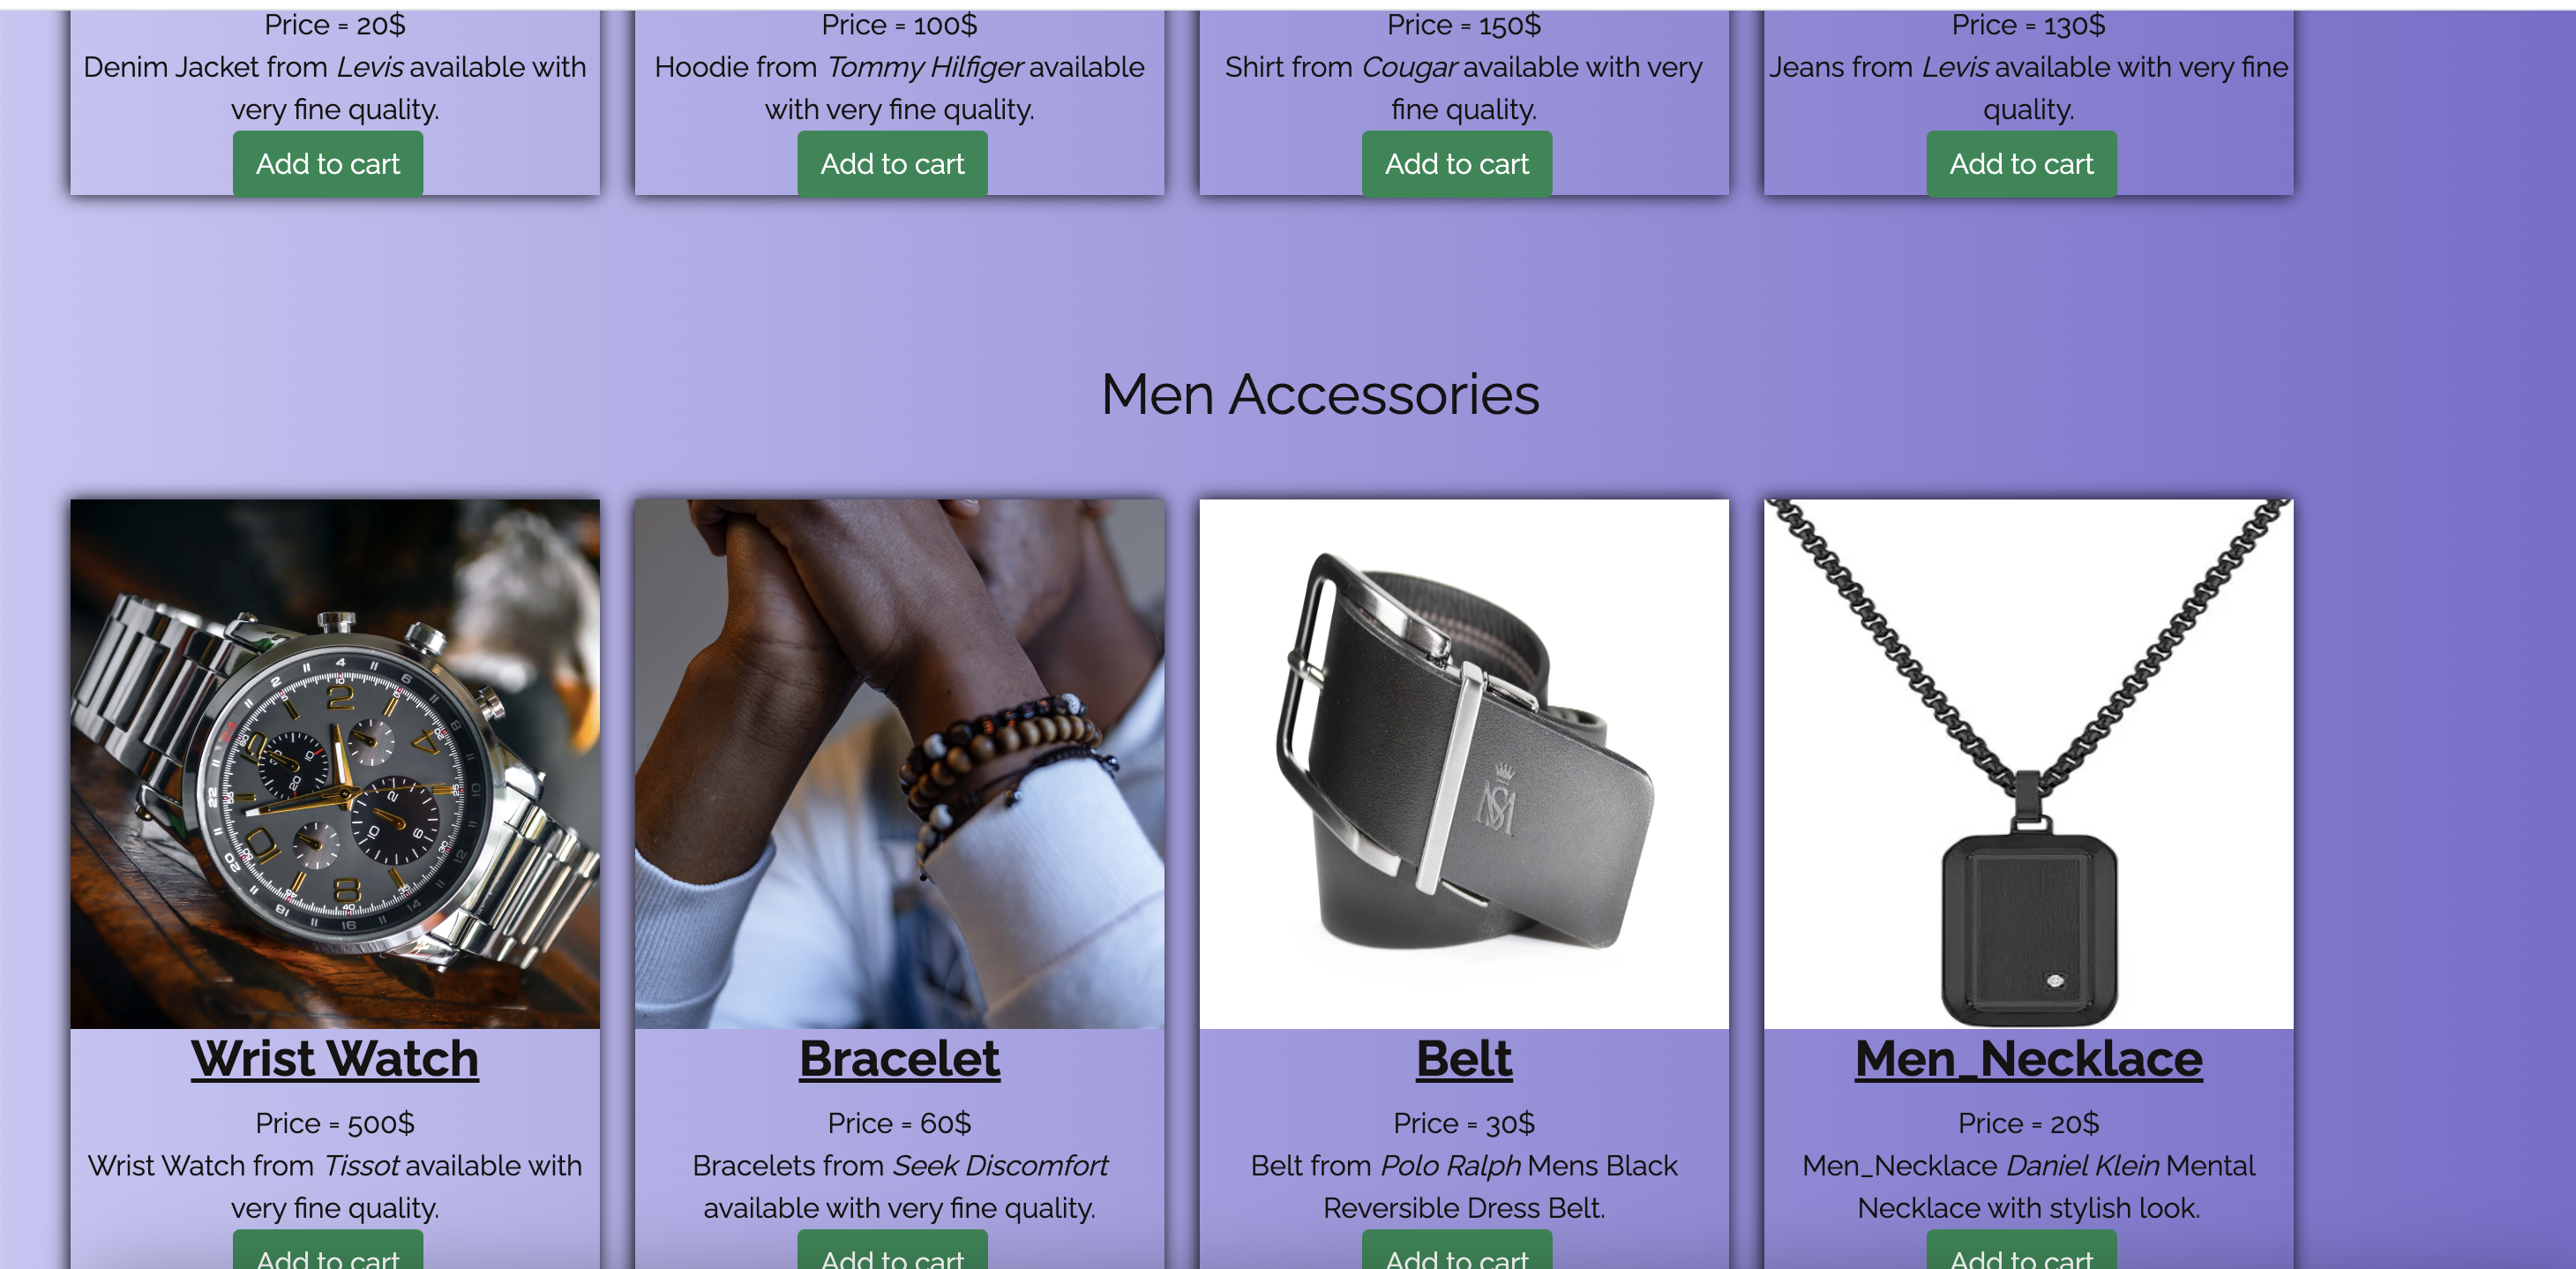 Price = 20$
Denim Jacket from Levis available with
very fine quality.
Add to cart
Price = 100$
Hoodie from Tommy Hilfiger available
with very fine quality.
Add to cart
Price = 150$
Shirt from Cougar available with very
fine quality.
Add to cart
Price = 130$
Jeans from Levis available with very fine
quality.
Add to cart
Men Accessories
Wrist Watch
Price = 500$
Wrist Watch from Tissot available with
very fine quality.
Add to cart
Bracelet
Price = 60$
Bracelets from Seek Discomfort
available with very fine quality.
Add to cart
Belt
Price = 30$
Belt from Polo Ralph Mens Black
Reversible Dress Belt.
Add to cart
Men_Necklace
Price = 20$
Men_Necklace Daniel Klein Mental
Necklace with stylish look.
Add to cart